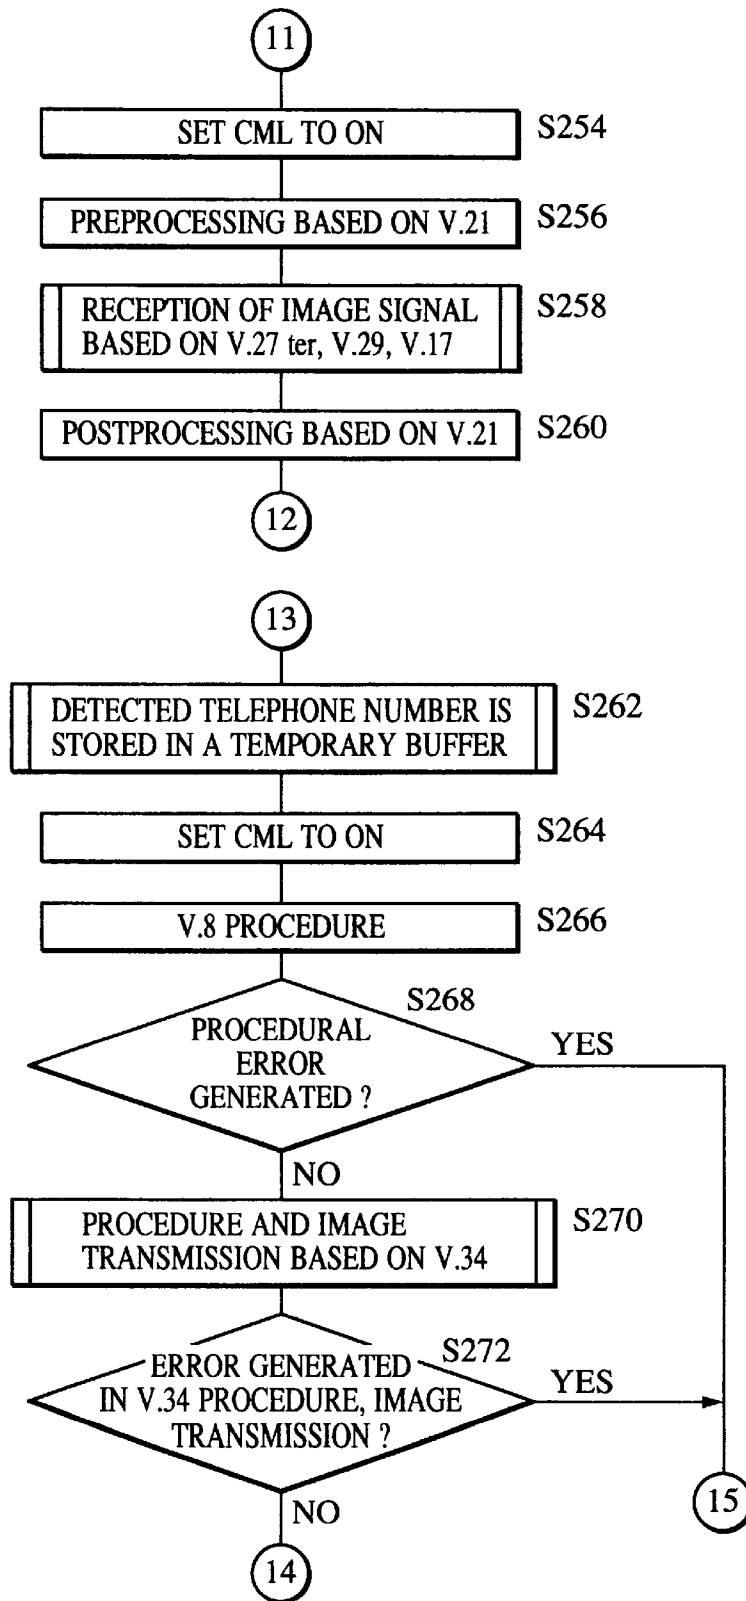 11
SET CML TO ON
S254
PREPROCESSING BASED ON V.21
S256
RECEPTION OF IMAGE SIGNAL
BASED ON V.27 ter, V.29, V.17
S258
POSTPROCESSING BASED ON V.21
S260
12
13
DETECTED TELEPHONE NUMBER IS
STORED IN A TEMPORARY BUFFER
S262
SET CML TO ON
S264
V.8 PROCEDURE
S266
S268
PROCEDURAL
ERROR
GENERATED ?
YES
NO
PROCEDURE AND IMAGE
TRANSMISSION BASED ON V.34
S270
S272
ERROR GENERATED
IN V.34 PROCEDURE, IMAGE
TRANSMISSION ?
YES
NO
15
14